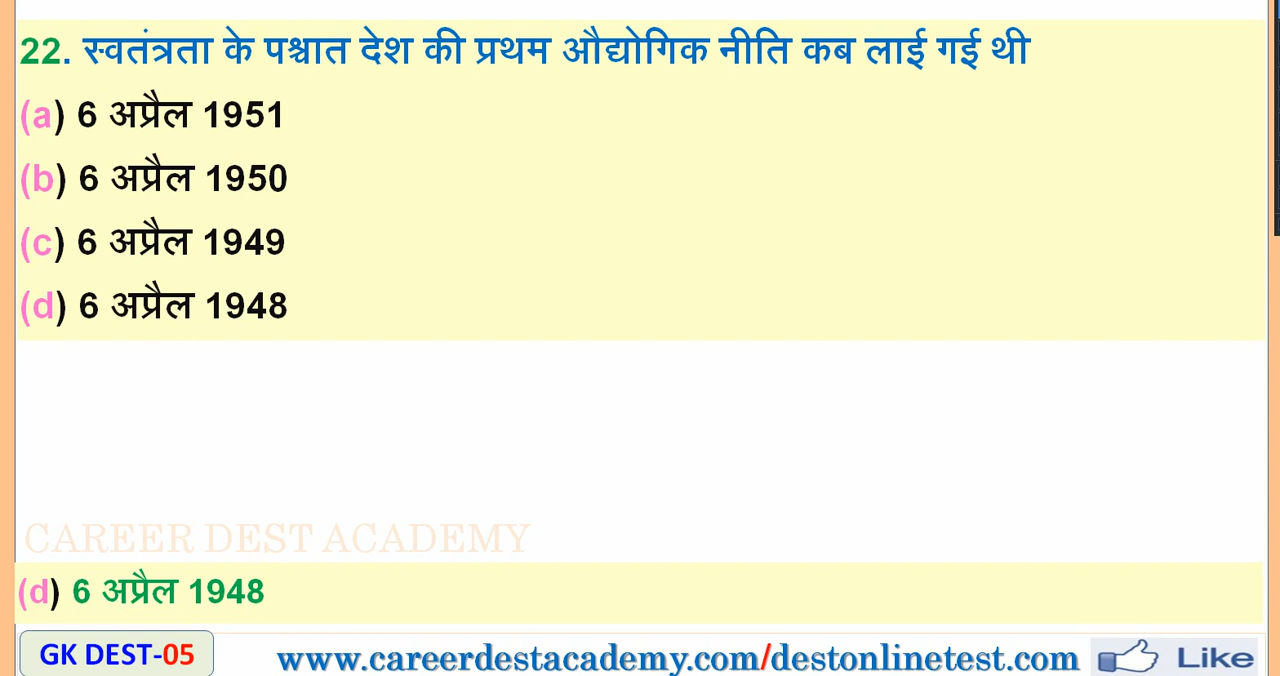 22. स्वतंत्रता के पश्चात देश की प्रथम औद्योगिक नीति कब लाई गई थी
(a) 6 अप्रैल 1951
(b) 6 अप्रैल 1950
(c) 6 अप्रैल 1949
(d) 6 अप्रैल 1948
CAREER DEST ACADEMY
(d) 6 अप्रैल 1948
GK DEST-05 www.careerdestacademy.com/destonlinetest.com Like